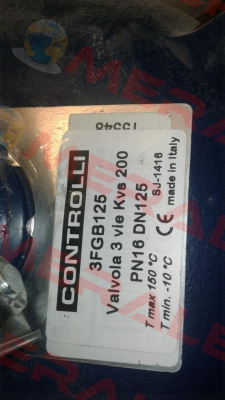 CONTROLLI
3FGB125
Valvola 3 vie Kvs 200
PN16 DN125
SJ-1416
T max 150 °C
T min. -10°C
CE made in Italy